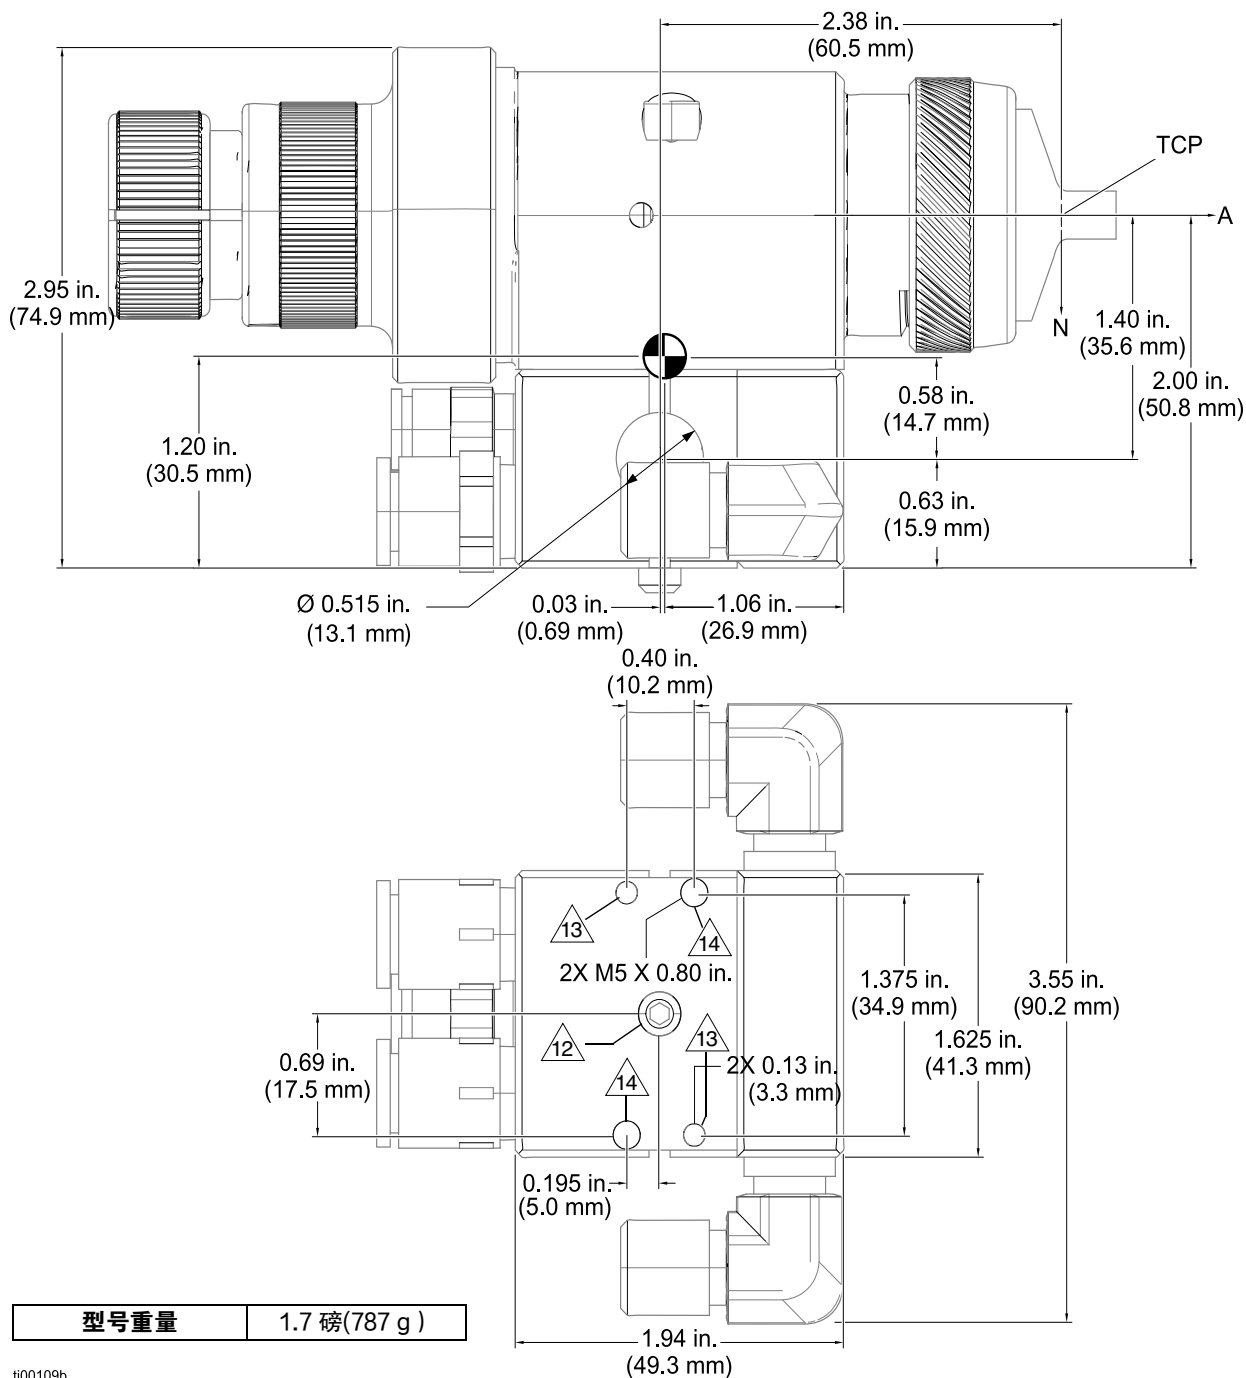 2.38 in.
(60.5 mm)
TCP
A
2.95 in.
(74.9 mm)
N
1.40 in.
(35.6 mm)
2.00 in.
(50.8 mm)
0.58 in.
(14.7 mm)
1.20 in.
(30.5 mm)
0.63 in.
(15.9 mm)
Ø 0.515 in.
(13.1 mm)
0.03 in.
(0.69 mm)
1.06 in.
(26.9 mm)
0.40 in.
(10.2 mm)
13
14
2X M5 X 0.80 in.
1.375 in.
(34.9 mm)
3.55 in.
(90.2 mm)
12
13
1.625 in.
(41.3 mm)
0.69 in.
(17.5 mm)
14
2X 0.13 in.
(3.3 mm)
0.195 in.
(5.0 mm)
型号重量 1.7 磅(787 g )
1.94 in.
(49.3 mm)
ti00109b